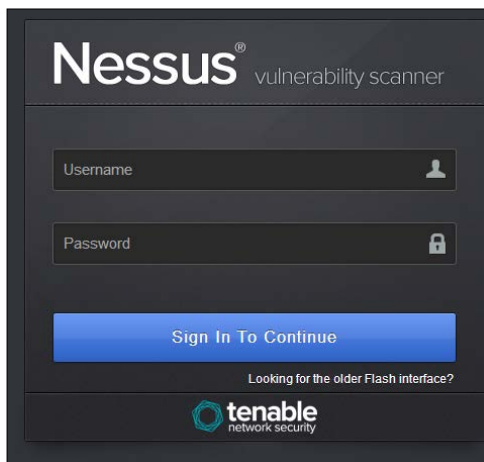 Nessus® vulnerability scanner
Username
Password
Sign In To Continue
Looking for the older Flash interface?
tenable
network security